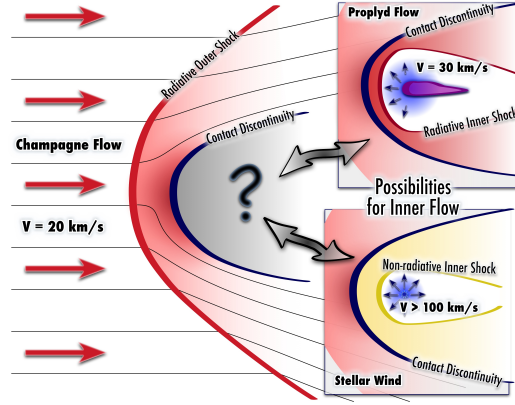 Radiative Outer Shock
Champagne Flow
V = 20 km/s
Contact Discontinuity
?
Proplyd Flow
Contact Discontinuity
V = 30 km/s
Radiative Inner Shock
Possibilities
for Inner Flow
Non-radiative Inner Shock
V > 100 km/s
Contact Discontinuity
Stellar Wind